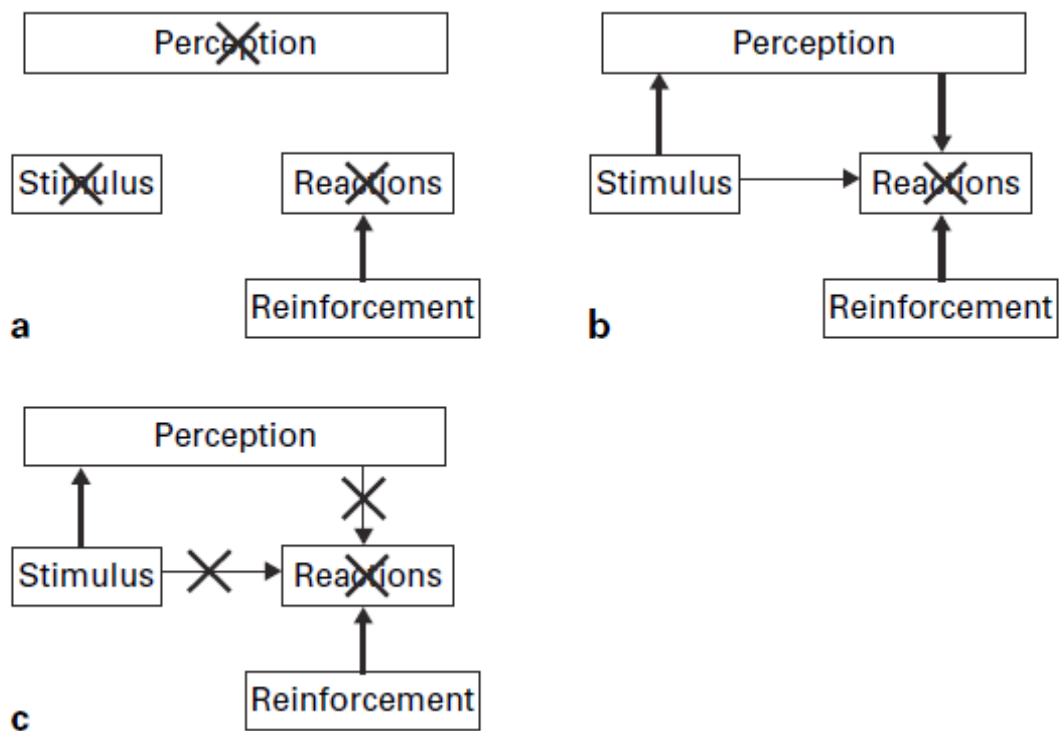 Perception
Stimulus
Reactions
Reinforcement
a
Perception
Stimulus
Reactions
Reinforcement
b
Perception
Stimulus
Reactions
Reinforcement
c